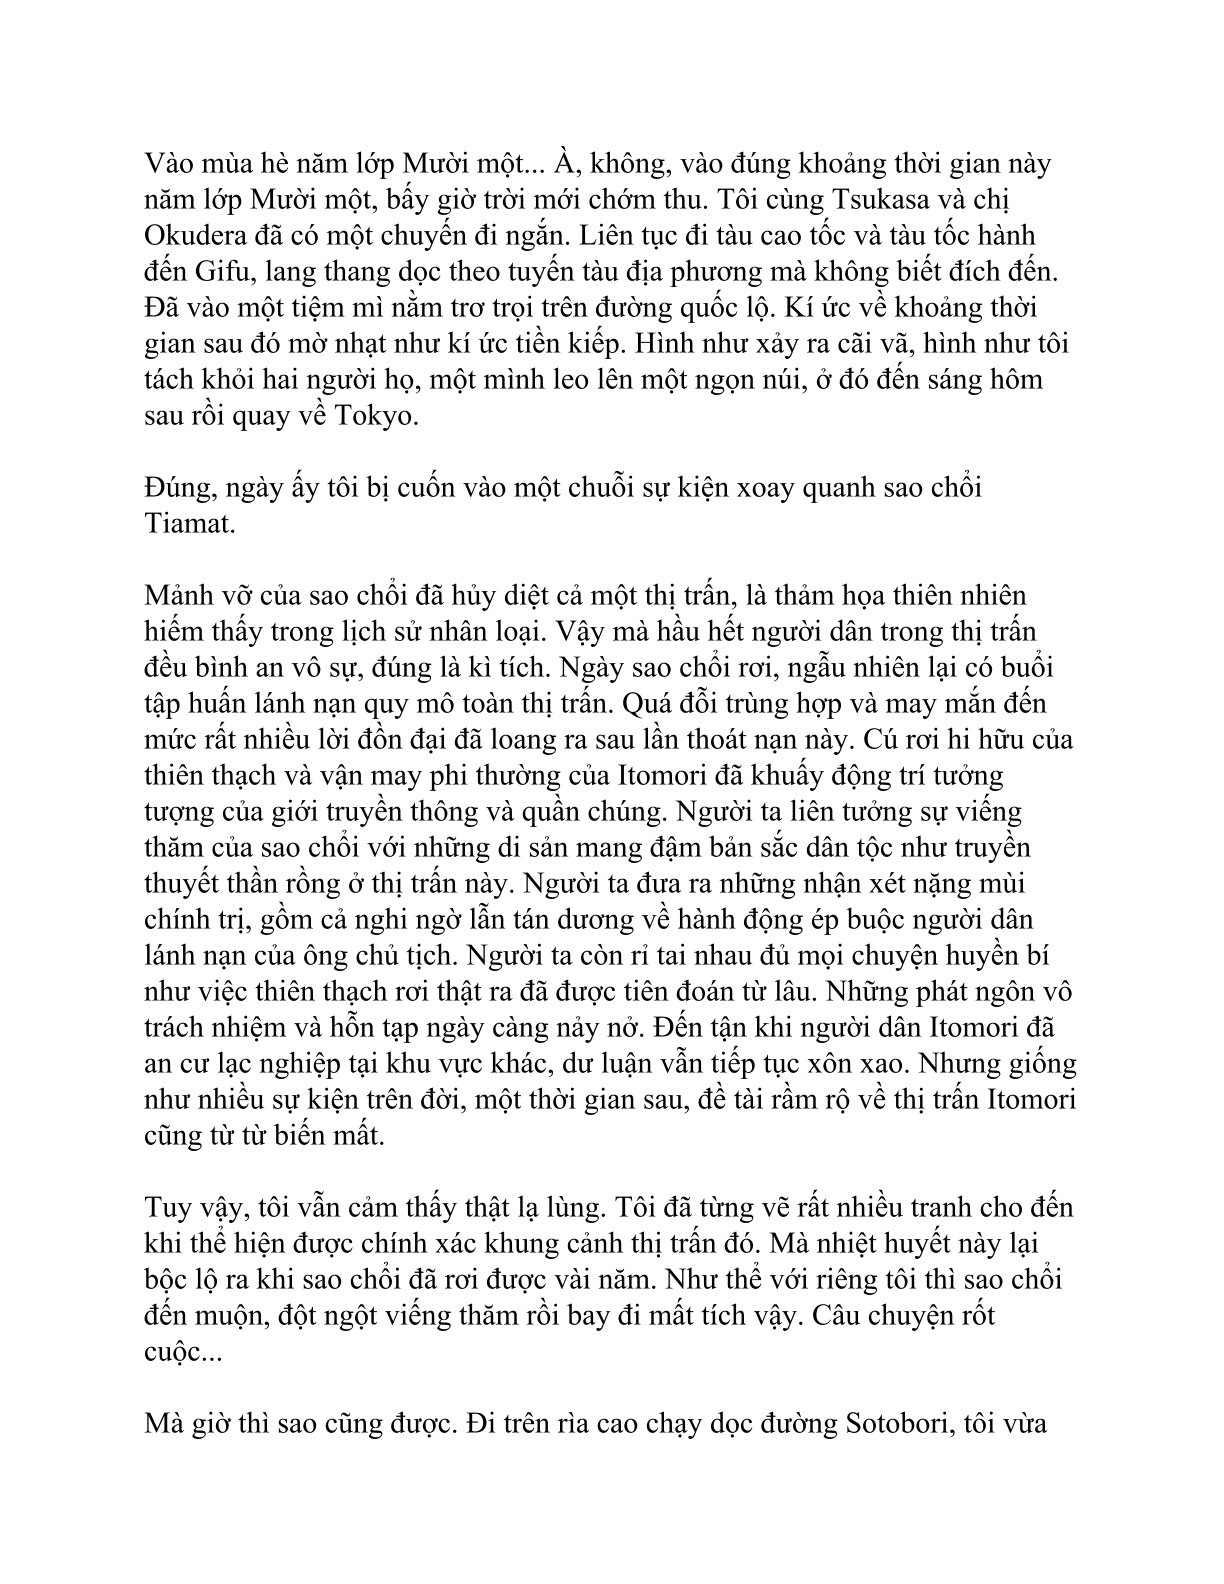 Vào mùa hè năm lớp Mười một... À, không, vào đúng khoảng thời gian này
năm lớp Mười một, bấy giờ trời mới chớm thu. Tôi cùng Tsukasa và chị
Okudera đã có một chuyến đi ngắn. Liên tục đi tàu cao tốc và tàu tốc hành
đến Gifu, lang thang dọc theo tuyến tàu địa phương mà không biết đích đến.
Đã vào một tiệm mì nằm trơ trọi trên đường quốc lộ. Kí ức về khoảng thời
gian sau đó mờ nhạt như kí ức tiền kiếp. Hình như xảy ra cãi vã, hình như tôi
tách khỏi hai người họ, một mình leo lên một ngọn núi, ở đó đến sáng hôm
sau rồi quay về Tokyo.
Đúng, ngày ấy tôi bị cuốn vào một chuỗi sự kiện xoay quanh sao chổi
Tiamat.
Mảnh vỡ của sao chổi đã hủy diệt cả một thị trấn, là thảm họa thiên nhiên
hiếm thấy trong lịch sử nhân loại. Vậy mà hầu hết người dân trong thị trấn
đều bình an vô sự, đúng là kì tích. Ngày sao chổi rơi, ngẫu nhiên lại có buổi
tập huấn lánh nạn quy mô toàn thị trấn. Quá đỗi trùng hợp và may mắn đến
mức rất nhiều lời đồn đại đã loang ra sau lần thoát nạn này. Cú rơi hi hữu của
thiên thạch và vận may phi thường của Itomori đã khuấy động trí tưởng
tượng của giới truyền thông và quần chúng. Người ta liên tưởng sự viếng
thăm của sao chổi với những di sản mang đậm bản sắc dân tộc như truyền
thuyết thần rồng ở thị trấn này. Người ta đưa ra những nhận xét nặng mùi
chính trị, gồm cả nghi ngờ lẫn tán dương về hành động ép buộc người dân
lánh nạn của ông chủ tịch. Người ta còn rỉ tai nhau đủ mọi chuyện huyền bí
như việc thiên thạch rơi thật ra đã được tiên đoán từ lâu. Những phát ngôn vô
trách nhiệm và hỗn tạp ngày càng nảy nở. Đến tận khi người dân Itomori đã
an cư lạc nghiệp tại khu vực khác, dư luận vẫn tiếp tục xôn xao. Nhưng giống
như nhiều sự kiện trên đời, một thời gian sau, đề tài rầm rộ về thị trấn Itomori
cũng từ từ biến mất.
Tuy vậy, tôi vẫn cảm thấy thật lạ lùng. Tôi đã từng vẽ rất nhiều tranh cho đến
khi thể hiện được chính xác khung cảnh thị trấn đó. Mà nhiệt huyết này lại
bộc lộ ra khi sao chổi đã rơi được vài năm. Như thể với riêng tôi thì sao chổi
đến muộn, đột ngột viếng thăm rồi bay đi mất tích vậy. Câu chuyện rốt
cuộc...
Mà giờ thì sao cũng được. Đi trên rìa cao chạy dọc đường Sotobori, tôi vừa